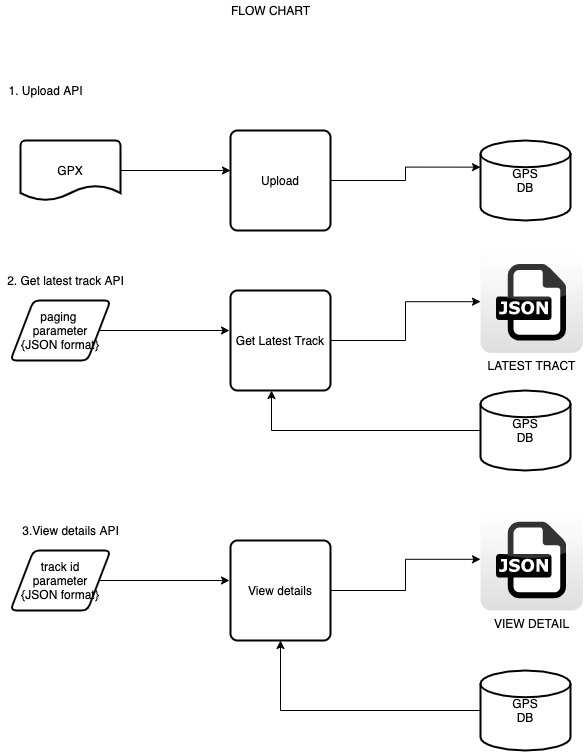 FLOW CHART
1. Upload API
GPX
Upload
GPS
DB
2. Get latest track API
paging
parameter
{JSON format}
Get Latest Track
JSON
LATEST TRACT
GPS
DB
3.View details API
track id
parameter
{JSON format}
View details
JSON
VIEW DETAIL
GPS
DB